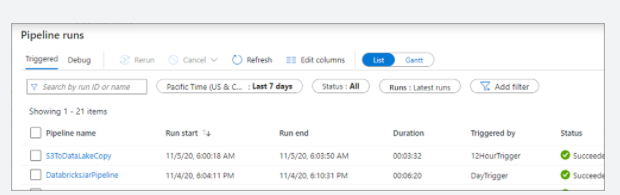 Pipeline runs
Triggered Debug Rerun Cancel Refresh Edit columns List Gantt
Search by run ID or name Pacific Time (US & C... : Last 7 days Status : All Runs : Latest runs Add filter
Showing 1 - 21 items
Pipeline name Run start Run end Duration Triggered by Status
S3ToDataLakeCopy 11/5/20, 6:00:18 AM 11/5/20, 6:03:50 AM 00:03:32 12HourTrigger Succeede
DatabricksJarPipeline 11/4/20, 6:04:11 PM 11/4/20, 6:10:31 PM 00:06:20 DayTrigger Succeede